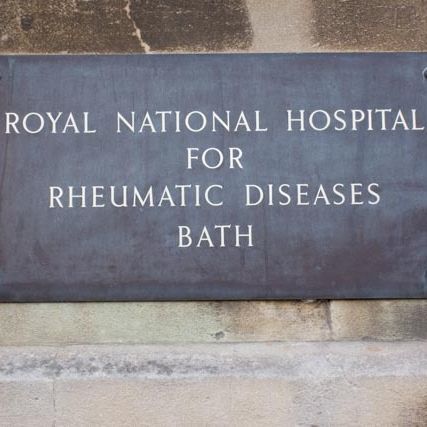 ROYAL NATIONAL HOSPITAL
FOR
RHEUMATIC DISEASES
BATH